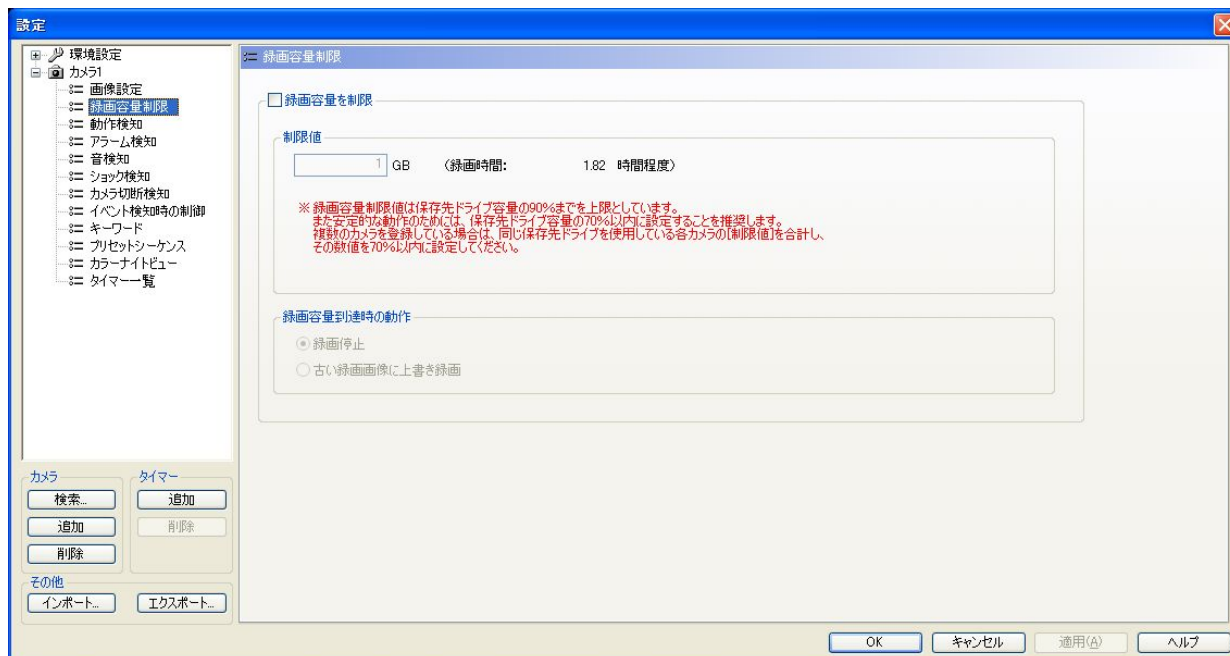 設定
環境設定
カメラ1
画像設定
録画容量制限
動作検知
アラーム検知
音検知
ショック検知
カメラ切断検知
イベント検知時の制御
キーワード
プリセットシーケンス
カラーナイトビュー
タイマー一覧
カメラ
検索...
追加
削除
タイマー
追加
削除
その他
インポート...
エクスポート...
録画容量制限
録画容量を制限
制限値
1 GB (録画時間: 1.82 時間程度)
※ 録画容量制限値は保存先ドライブ容量の90%までを上限としています。
また安定的な動作のためには、保存先ドライブ容量の70%以内に設定することを推奨します。
複数のカメラを登録している場合は、同じ保存先ドライブを使用している各カメラの[制限値]を合計し、
その数値を70%以内に設定してください。
録画容量到達時の動作
録画停止
古い録画画像に上書き録画
OK キャンセル 適用(A) ヘルプ